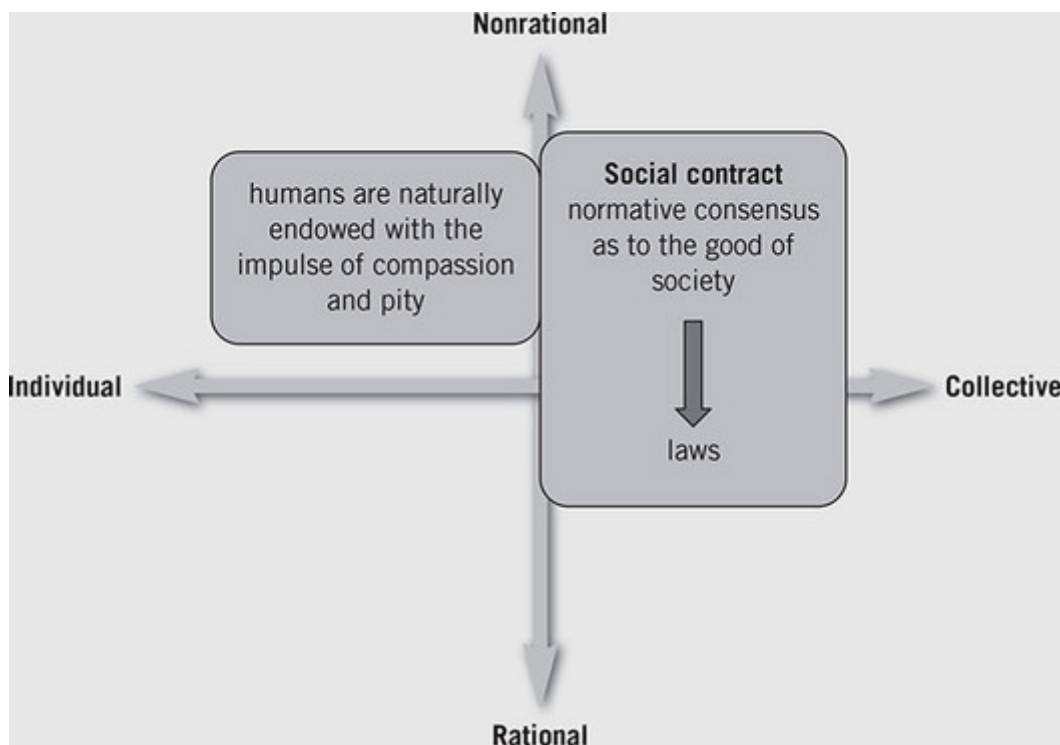 Nonrational
humans are naturally
endowed with the
impulse of compassion
and pity
Social contract
normative consensus
as to the good of
society
laws
Individual
Collective
Rational